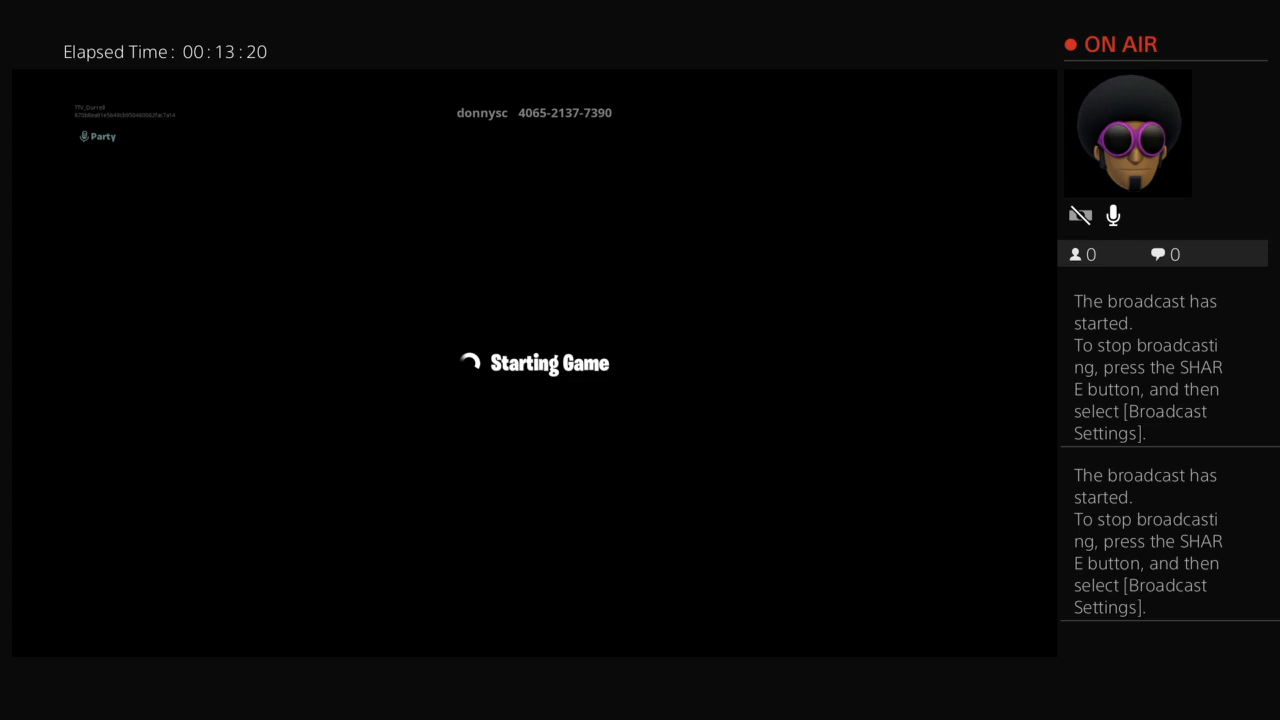 Elapsed Time: 00:13:20
ON AIR
TTV_Durrell
donnysc 4065-2137-7390
Party
0 0
The broadcast has
started.
To stop broadcasti
ng, press the SHAR
E button, and then
select [Broadcast
Settings].
Starting Game
The broadcast has
started.
To stop broadcasti
ng, press the SHAR
E button, and then
select [Broadcast
Settings].